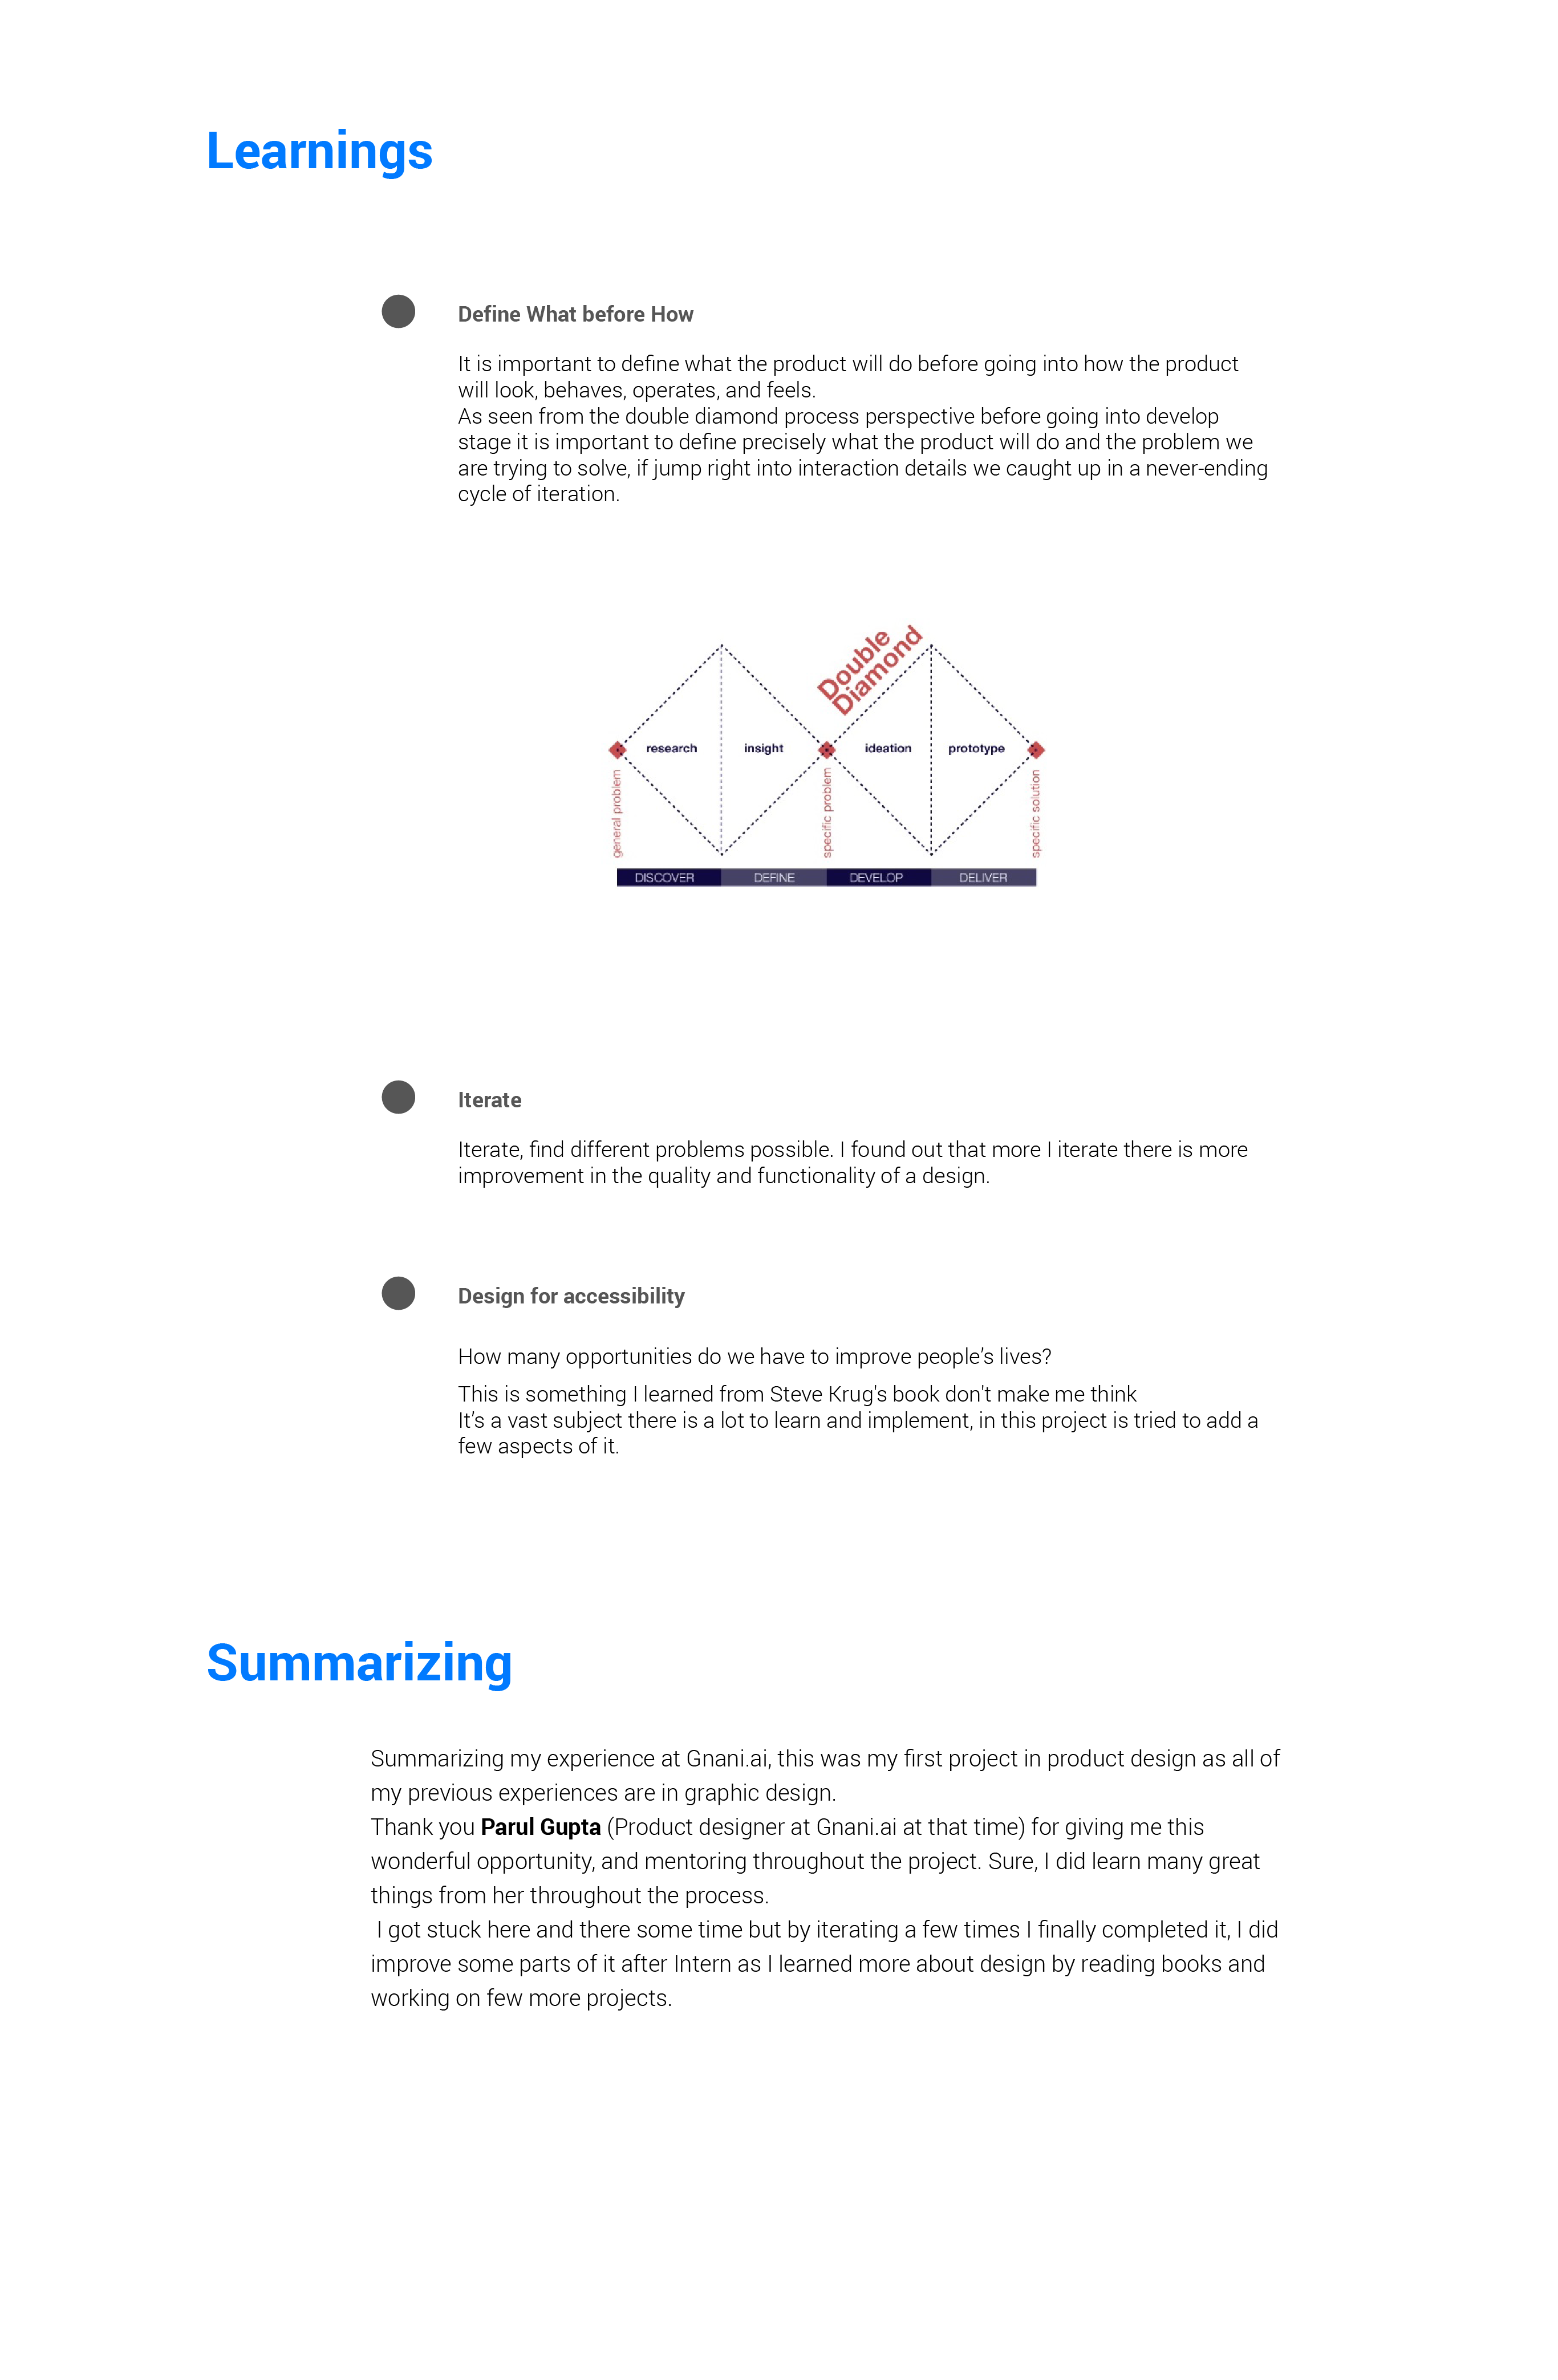 Learnings
Define What before How
It is important to define what the product will do before going into how the product
will look, behaves, operates, and feels.
As seen from the double diamond process perspective before going into develop
stage it is important to define precisely what the product will do and the problem we
are trying to solve, if jump right into interaction details we caught up in a never-ending
cycle of iteration.
Double
Diamond
research
insight
ideation
prototype
general problem
specific problem
specific solution
DISCOVER
DEFINE
DEVELOP
DELIVER
Iterate
Iterate, find different problems possible. I found out that more I iterate there is more
improvement in the quality and functionality of a design.
Design for accessibility
How many opportunities do we have to improve people’s lives?
This is something I learned from Steve Krug's book don't make me think
It’s a vast subject there is a lot to learn and implement, in this project is tried to add a
few aspects of it.
Summarizing
Summarizing my experience at Gnani.ai, this was my first project in product design as all of
my previous experiences are in graphic design.
Thank you Parul Gupta (Product designer at Gnani.ai at that time) for giving me this
wonderful opportunity, and mentoring throughout the project. Sure, I did learn many great
things from her throughout the process.
I got stuck here and there some time but by iterating a few times I finally completed it, I did
improve some parts of it after Intern as I learned more about design by reading books and
working on few more projects.